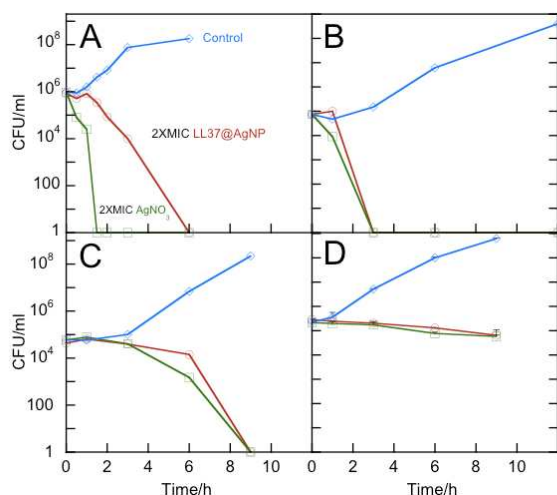 A
B
Control
10⁸
10⁶
10⁴
100
1
CFU/ml
2XMIC LL37@AgNP
2XMIC AgNO₃
C
D
10⁸
10⁶
10⁴
100
1
CFU/ml
0 2 4 6 8 10
0 2 4 6 8 10
Time/h
Time/h